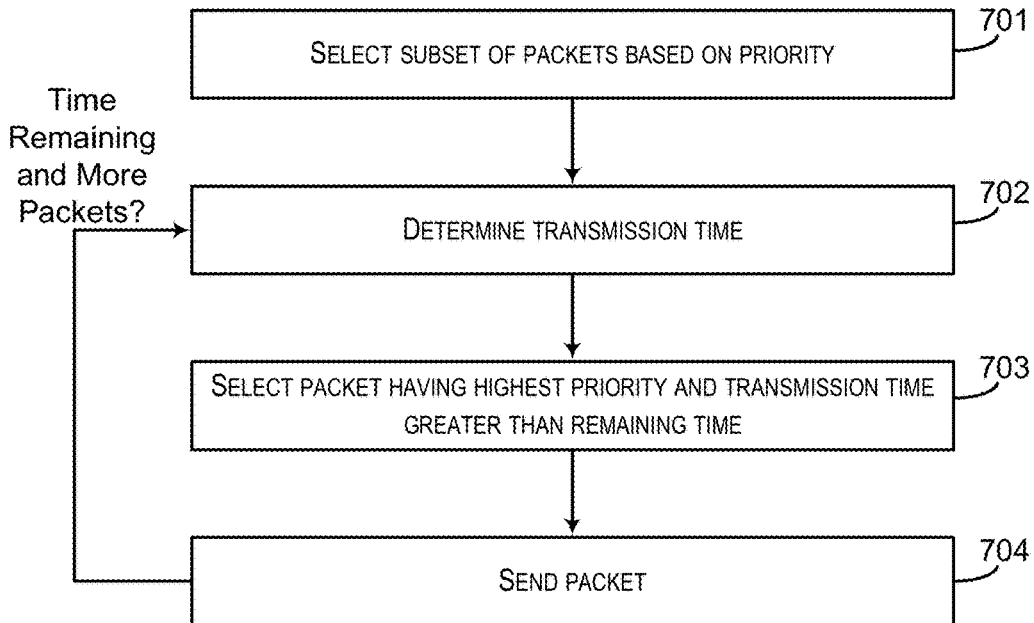 701
SELECT SUBSET OF PACKETS BASED ON PRIORITY
Time
Remaining
and More
Packets?
702
DETERMINE TRANSMISSION TIME
703
SELECT PACKET HAVING HIGHEST PRIORITY AND TRANSMISSION TIME
GREATER THAN REMAINING TIME
704
SEND PACKET